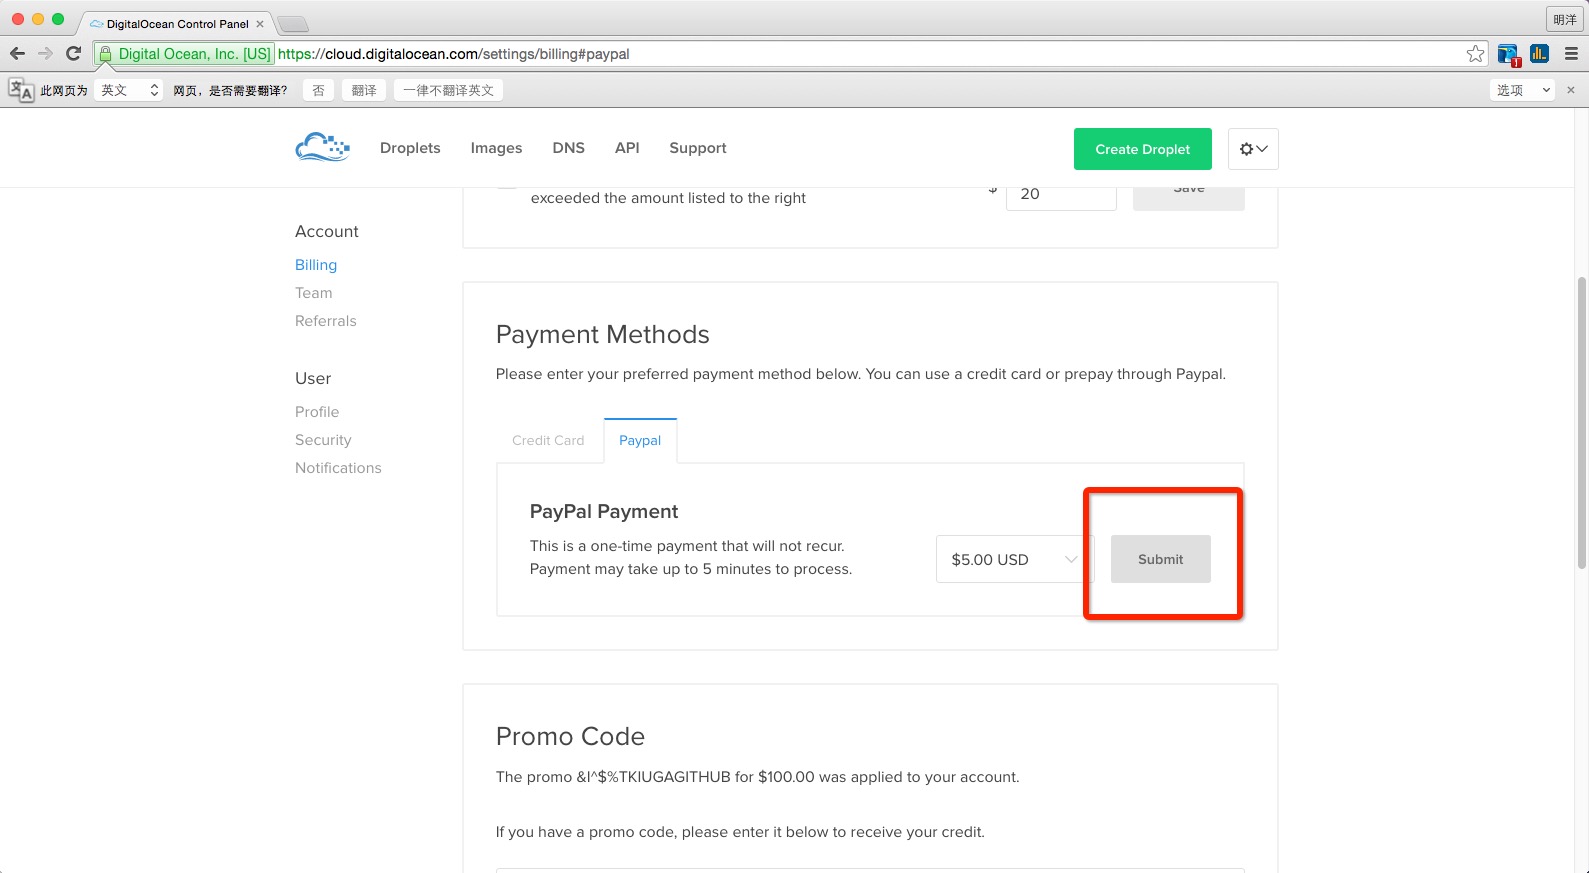 DigitalOcean Control Panel
明洋
Digital Ocean, Inc. [US] https://cloud.digitalocean.com/settings/billing#paypal
此网页为 英文 网页，是否需要翻译？ 否 翻译 一律不翻译英文 选项
Droplets Images DNS API Support Create Droplet
exceeded the amount listed to the right $ 20 Save
Account
Billing
Team
Referrals
User
Profile
Security
Notifications
Payment Methods
Please enter your preferred payment method below. You can use a credit card or prepay through Paypal.
Credit Card Paypal
PayPal Payment
This is a one-time payment that will not recur.
Payment may take up to 5 minutes to process.
$5.00 USD Submit
Promo Code
The promo &I^$%TKIUGAGITHUB for $100.00 was applied to your account.
If you have a promo code, please enter it below to receive your credit.